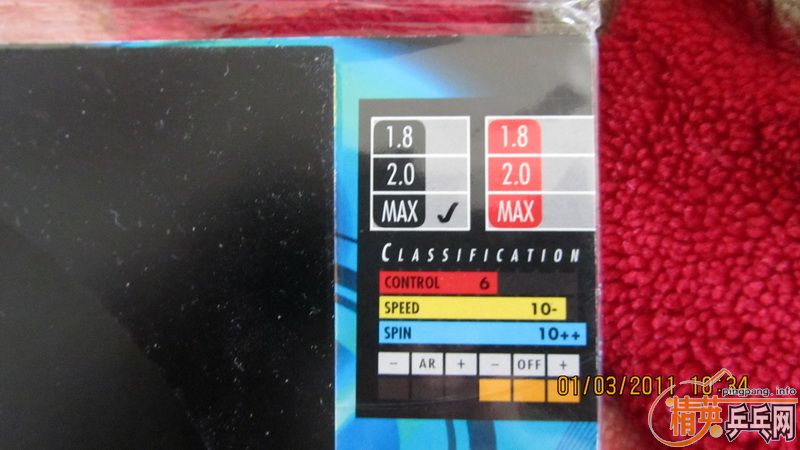 1.8 1.8
2.0 2.0
MAX ✓ MAX
CLASSIFICATION
CONTROL 6
SPEED 10-
SPIN 10++
− AR + − OFF +
01/03/2011 10:34
pingpang.info
精英乒乓网